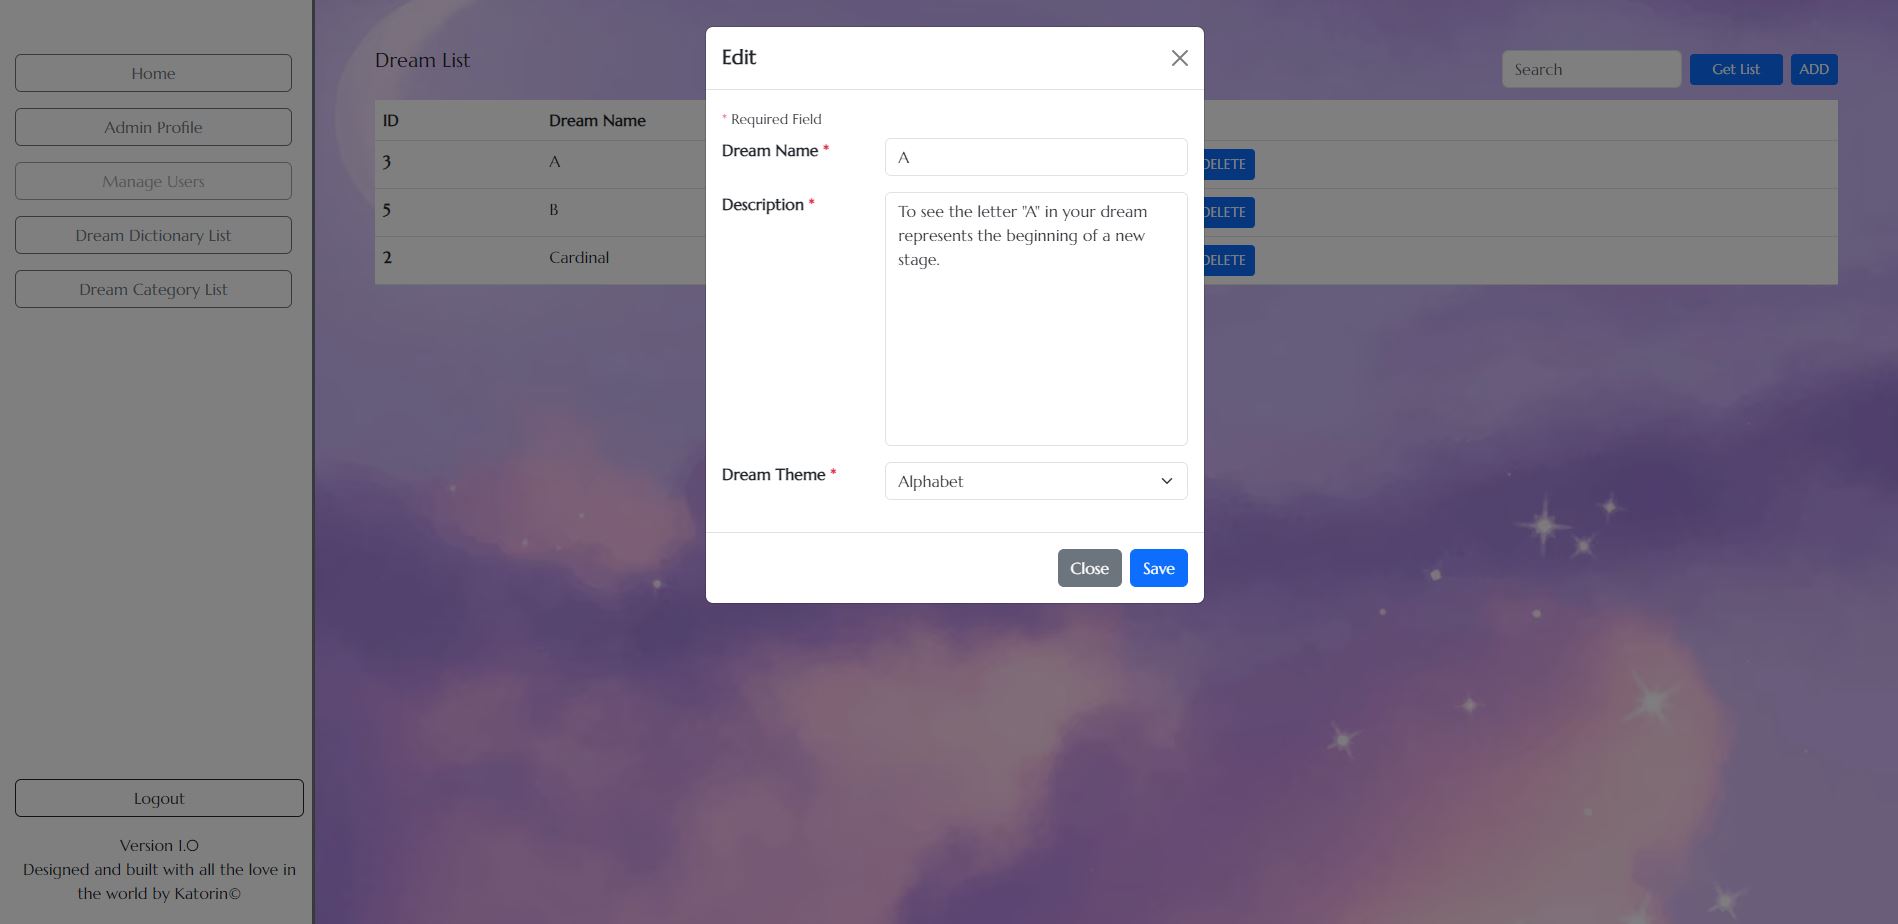 Home
Admin Profile
Manage Users
Dream Dictionary List
Dream Category List
Logout
Version 1.0
Designed and built with all the love in
the world by Katorin©
Dream List
Search
Get List
ADD
ID Dream Name
3 A DELETE
5 B DELETE
2 Cardinal DELETE
Edit
* Required Field
Dream Name * A
Description * To see the letter "A" in your dream
represents the beginning of a new
stage.
Dream Theme * Alphabet
Close Save